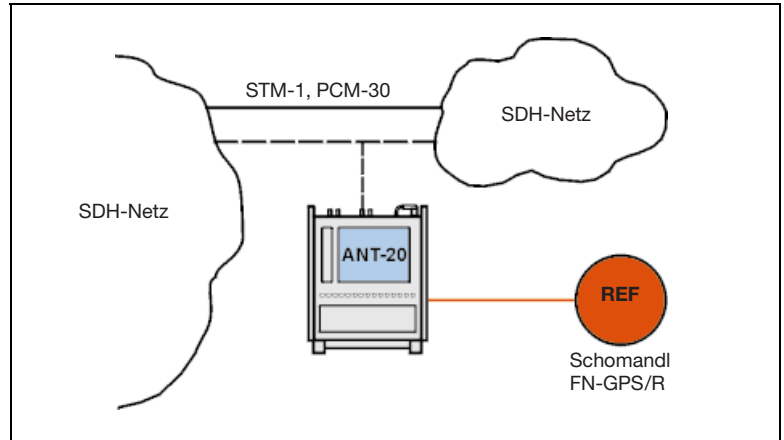 STM-1, PCM-30
SDH-Netz
SDH-Netz
ANT-20
REF
Schomandl
FN-GPS/R